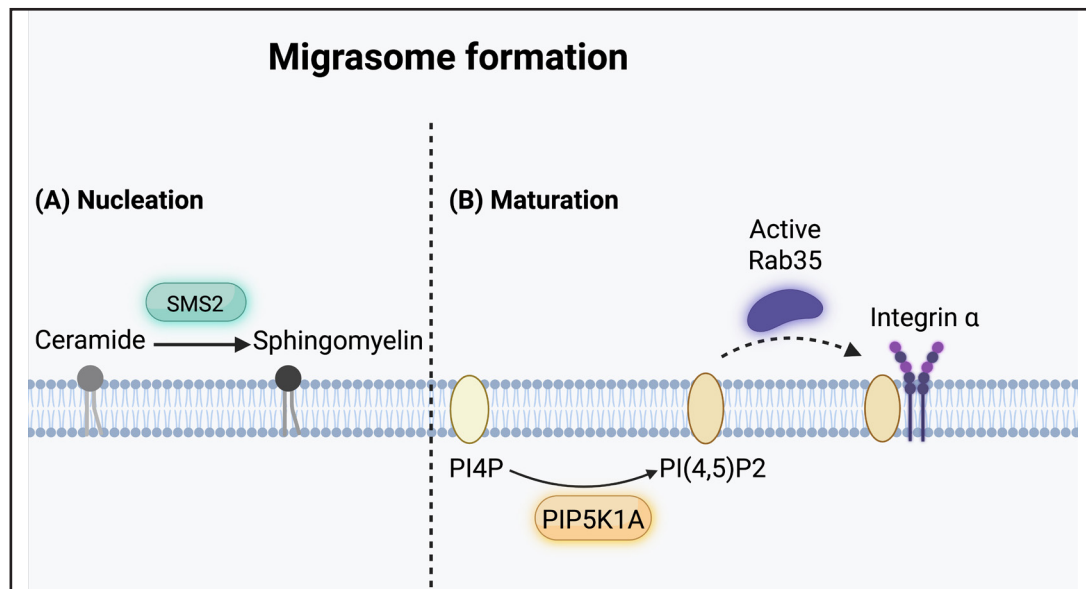 Migrasome formation
(A) Nucleation
SMS2
Ceramide
Sphingomyelin
(B) Maturation
Active
Rab35
Integrin α
PI4P
PI(4,5)P2
PIP5K1A